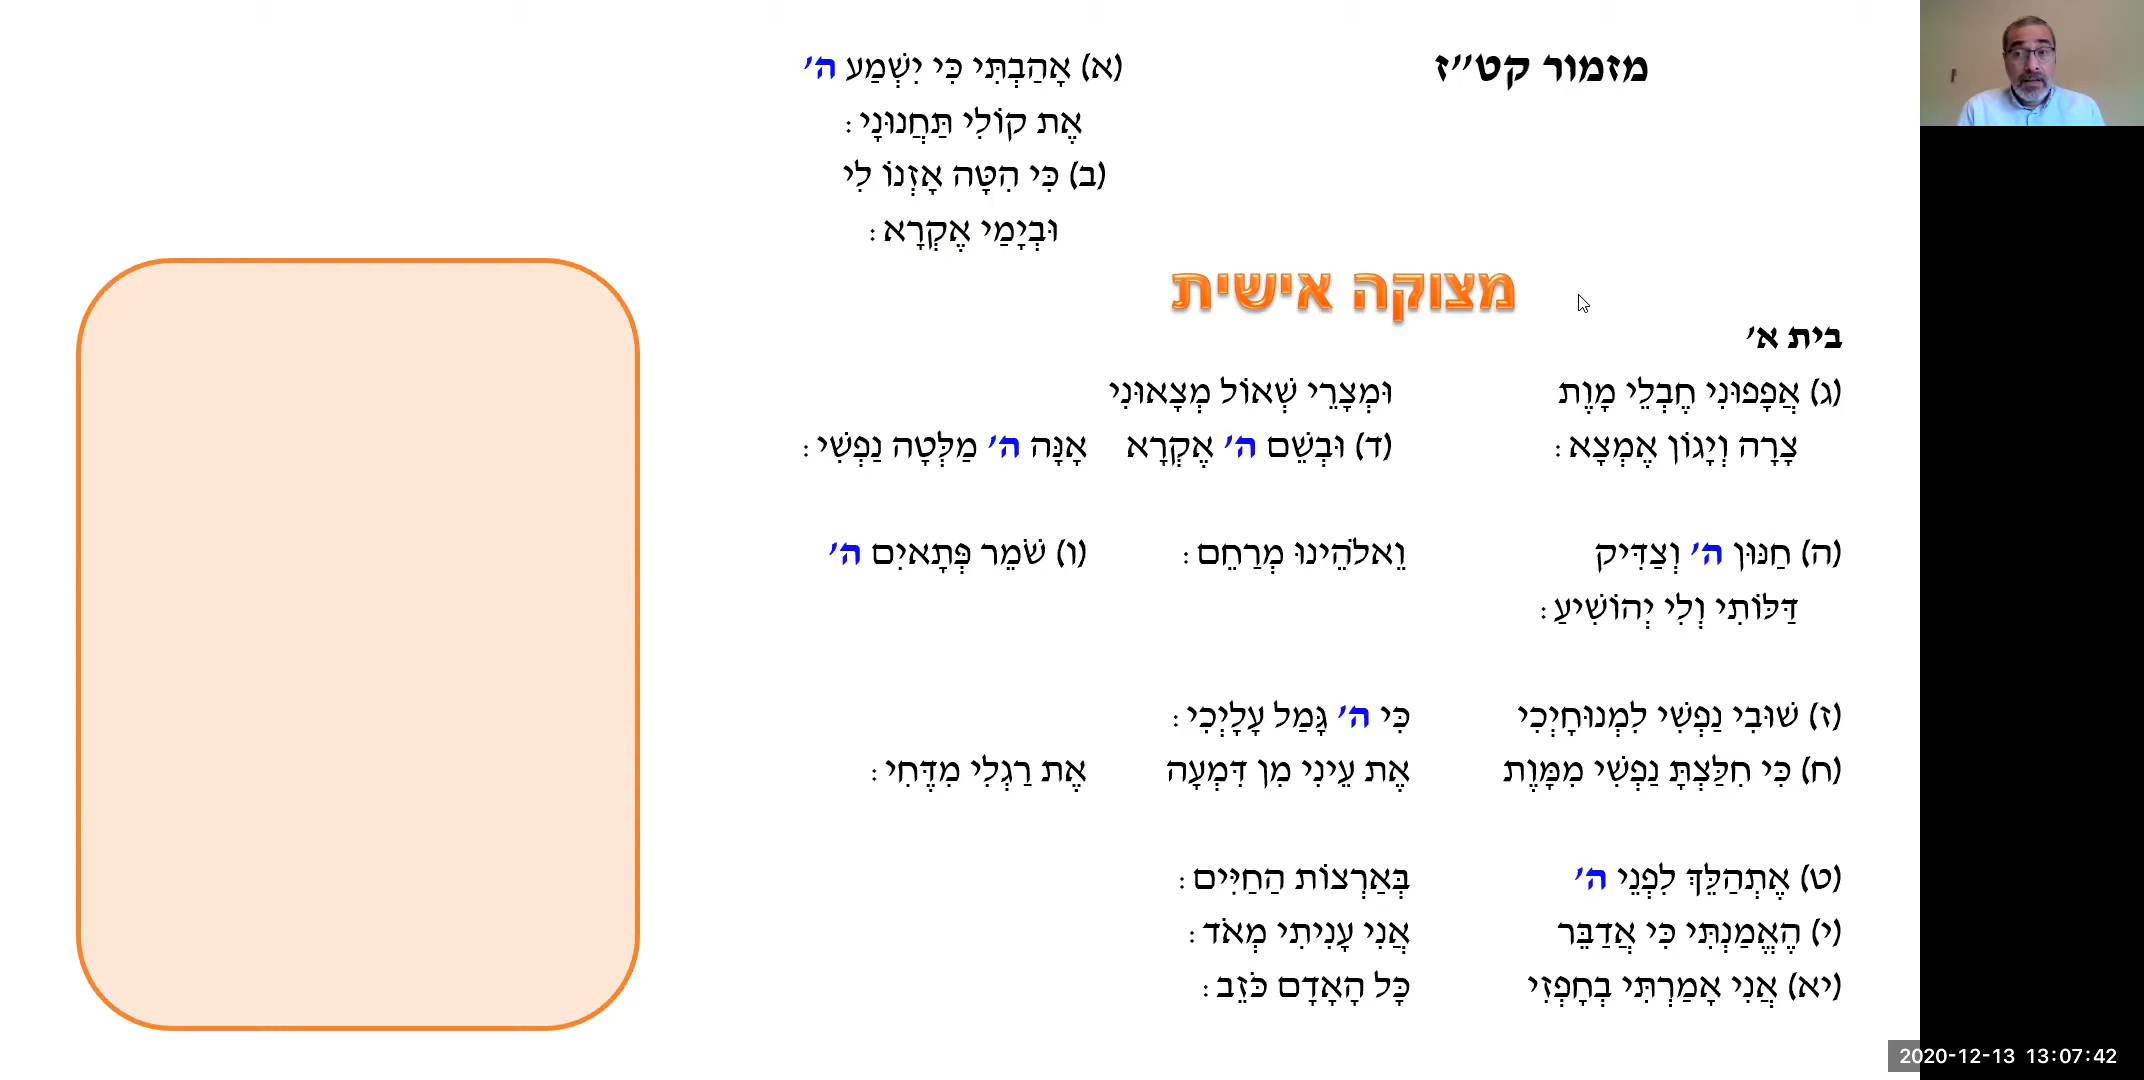 מזמור קט"ז
(א) אָהַבְתִּי כִּי יִשְׁמַע ה'
אֶת קוֹלִי תַּחֲנוּנָי:
(ב) כִּי הִטָּה אָזְנוֹ לִי
וּבְיָמַי אֶקְרָא:
מצוקה אישית
בית א'
(ג) אֲפָפוּנִי חֶבְלֵי מָוֶת וּמְצָרֵי שְׁאוֹל מְצָאוּנִי
צָרָה וְיָגוֹן אֶמְצָא: (ד) וּבְשֵׁם ה' אֶקְרָא אָנָּה ה' מַלְּטָה נַפְשִׁי:
(ה) חַנּוּן ה' וְצַדִּיק וֵאלֹהֵינוּ מְרַחֵם: (ו) שֹׁמֵר פְּתָאיִם ה'
דַּלּוֹתִי וְלִי יְהוֹשִׁיעַ:
(ז) שׁוּבִי נַפְשִׁי לִמְנוּחָיְכִי כִּי ה' גָּמַל עָלָיְכִי:
(ח) כִּי חִלַּצְתָּ נַפְשִׁי מִמָּוֶת אֶת עֵינִי מִן דִּמְעָה אֶת רַגְלִי מִדֶּחִי:
(ט) אֶתְהַלֵּךְ לִפְנֵי ה' בְּאַרְצוֹת הַחַיִּים:
(י) הֶאֱמַנְתִּי כִּי אֲדַבֵּר אֲנִי עָנִיתִי מְאֹד:
(יא) אֲנִי אָמַרְתִּי בְחָפְזִי כָּל הָאָדָם כֹּזֵב:
2020-12-13 13:07:42